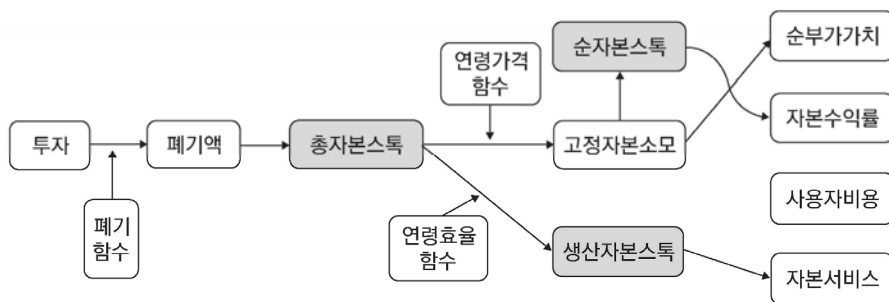 투자
폐기
함수
폐기액
총자본스톡
연령가격
함수
연령효율
함수
순자본스톡
고정자본소모
생산자본스톡
순부가가치
자본수익률
사용자비용
자본서비스